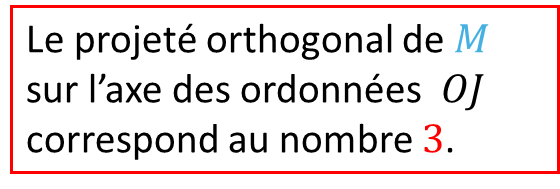 Le projeté orthogonal de M
sur l’axe des ordonnées OJ
correspond au nombre 3.